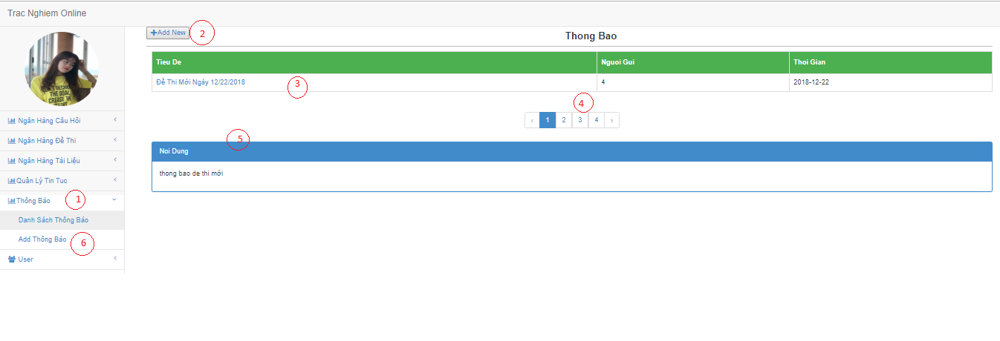 Trac Nghiem Online
Add New
2
Thong Bao
Tieu De
Nguoi Gui
Thoi Gian
Đề Thi Mới Ngày 12/22/2018
3
4
2018-12-22
4
‹ 1 2 3 4 ›
5
Noi Dung
thong bao de thi mới
Ngân Hàng Câu Hỏi
Ngân Hàng Đề Thi
Ngân Hàng Tài Liệu
Quản Lý Tin Tuc
Thông Báo
1
Danh Sách Thông Báo
Add Thông Báo
6
User